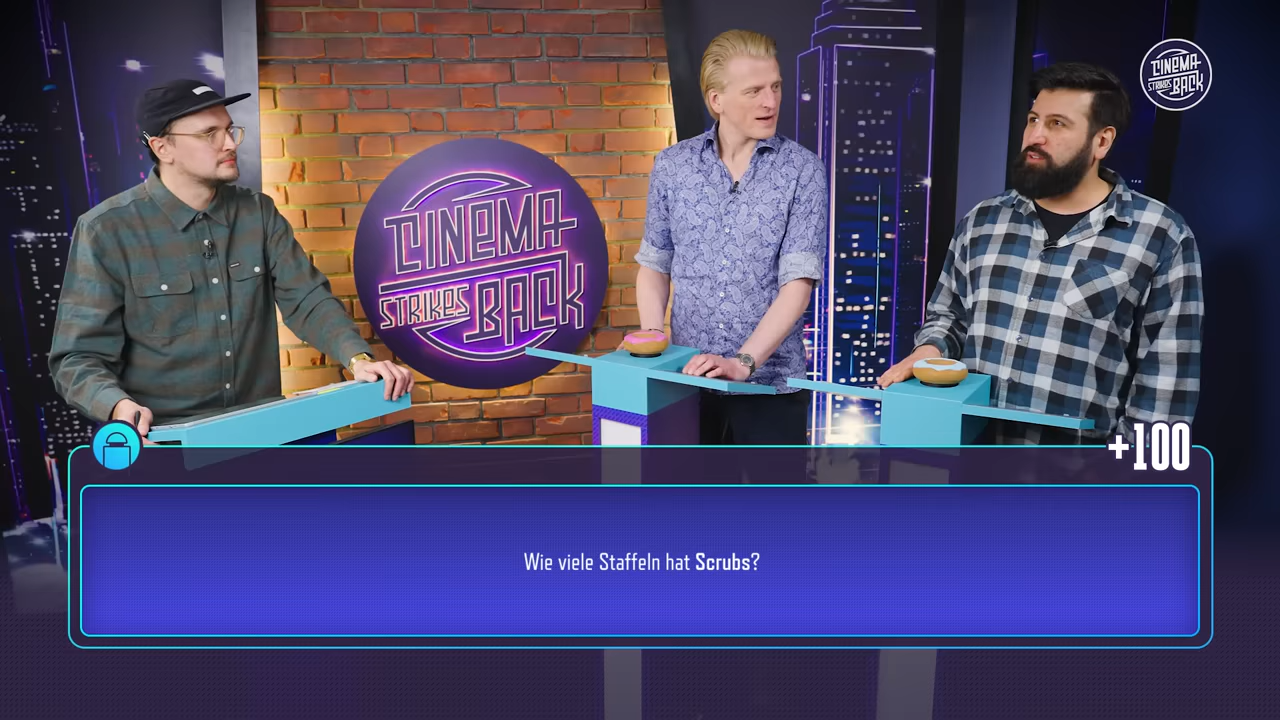 CINEMA
STRIKES BACK
CINEMA
STRIKES BACK
+100
Wie viele Staffeln hat Scrubs?